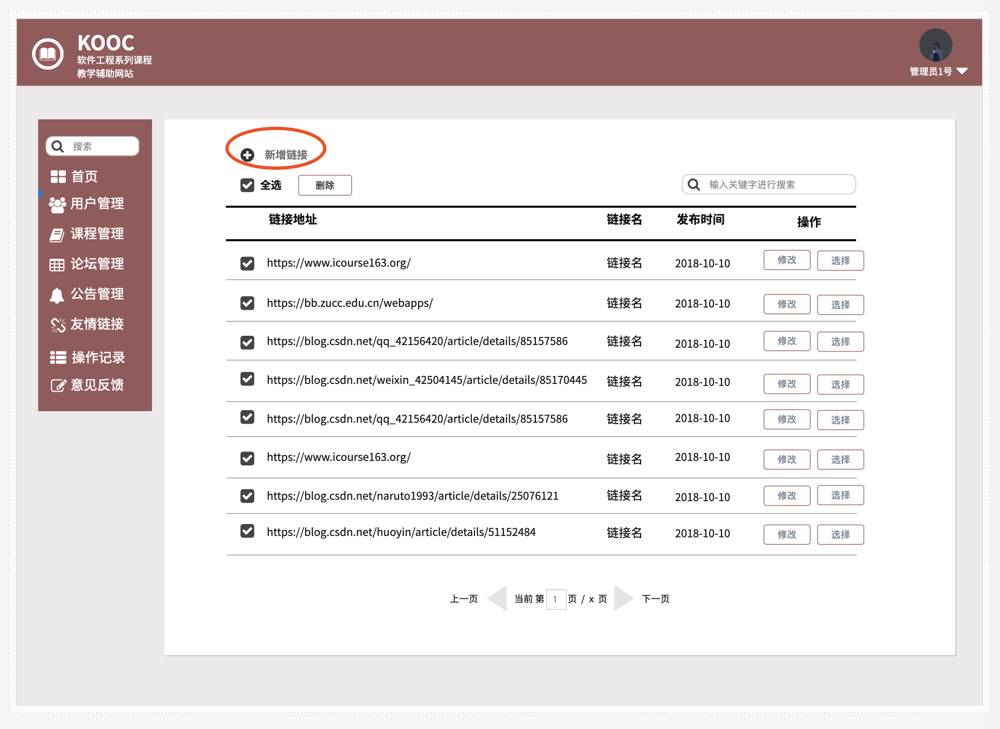 KOOC
软件工程系列课程
教学辅助网站
管理员1号
搜索
首页
用户管理
课程管理
论坛管理
公告管理
友情链接
操作记录
意见反馈
新增链接
全选 删除 输入关键字进行搜索
链接地址 链接名 发布时间 操作
https://www.icourse163.org/ 链接名 2018-10-10 修改 选择
https://bb.zucc.edu.cn/webapps/ 链接名 2018-10-10 修改 选择
https://blog.csdn.net/qq_42156420/article/details/85157586 链接名 2018-10-10 修改 选择
https://blog.csdn.net/weixin_42504145/article/details/85170445 链接名 2018-10-10 修改 选择
https://blog.csdn.net/qq_42156420/article/details/85157586 链接名 2018-10-10 修改 选择
https://www.icourse163.org/ 链接名 2018-10-10 修改 选择
https://blog.csdn.net/naruto1993/article/details/25076121 链接名 2018-10-10 修改 选择
https://blog.csdn.net/huoyin/article/details/51152484 链接名 2018-10-10 修改 选择
上一页 当前 第 1 页 / x 页 下一页